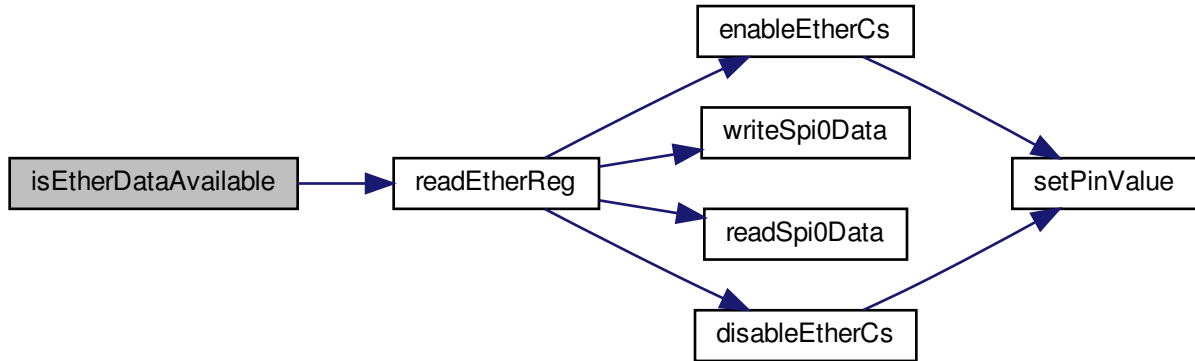 enableEtherCs
writeSpi0Data
isEtherDataAvailable
readEtherReg
setPinValue
readSpi0Data
disableEtherCs